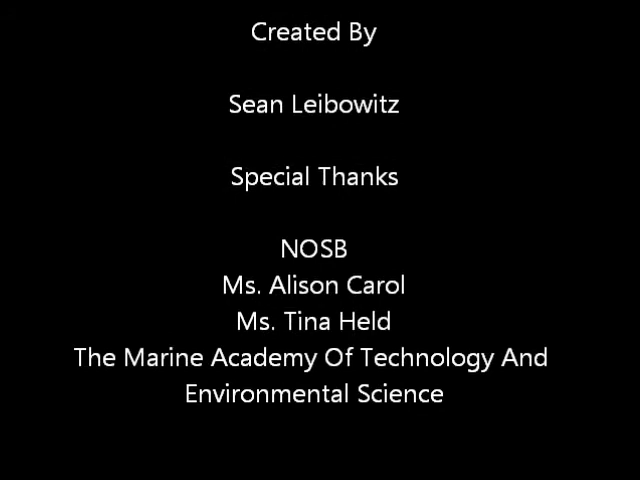 Created By
Sean Leibowitz
Special Thanks
NOSB
Ms. Alison Carol
Ms. Tina Held
The Marine Academy Of Technology And
Environmental Science